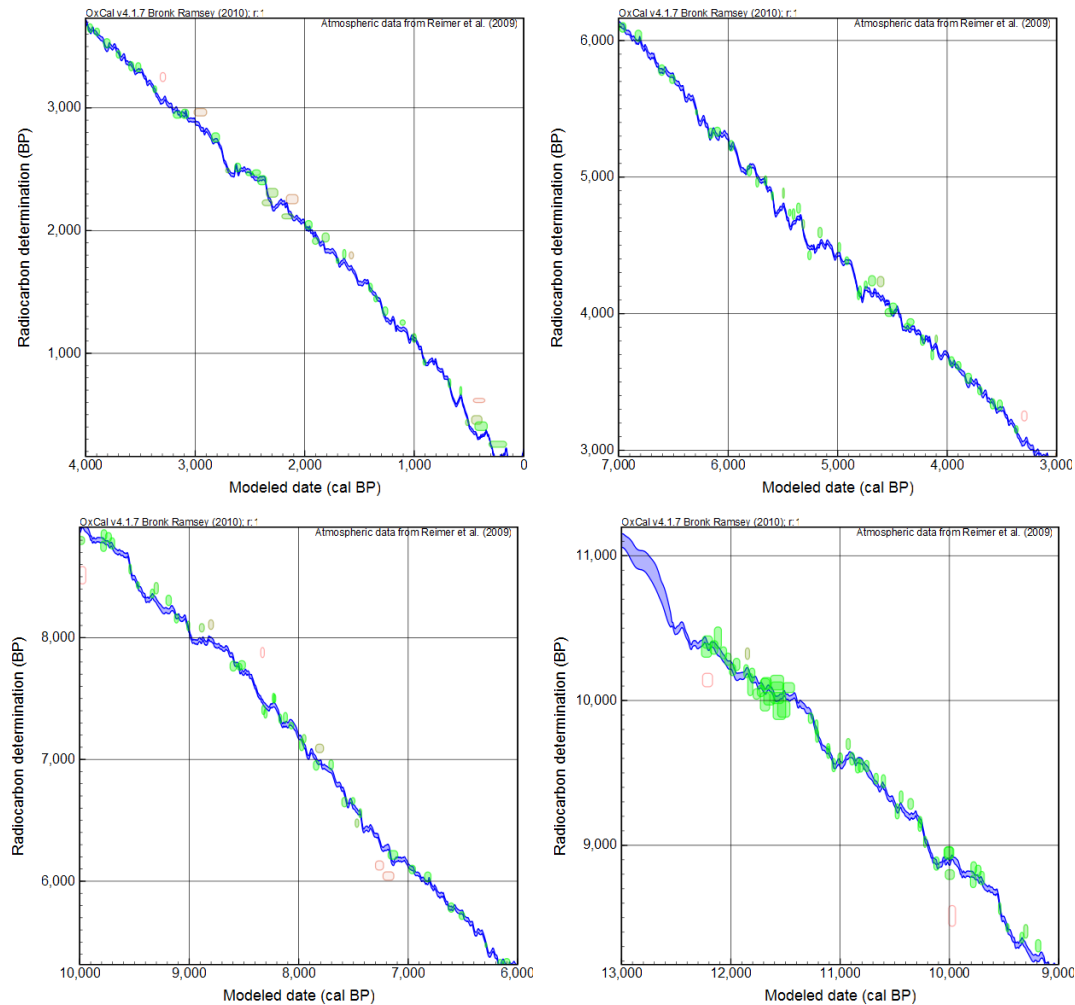 OxCal v4.1.7 Bronk Ramsey (2010); r:
Atmospheric data from Reimer et al. (2009)
Radiocarbon determination (BP)
3,000
2,000
1,000
4,000 3,000 2,000 1,000 0
Modeled date (cal BP)
OxCal v4.1.7 Bronk Ramsey (2010); r:
Atmospheric data from Reimer et al. (2009)
Radiocarbon determination (BP)
6,000
5,000
4,000
3,000
7,000 6,000 5,000 4,000 3,000
Modeled date (cal BP)
OxCal v4.1.7 Bronk Ramsey (2010); r:
Atmospheric data from Reimer et al. (2009)
Radiocarbon determination (BP)
8,000
7,000
6,000
10,000 9,000 8,000 7,000 6,000
Modeled date (cal BP)
OxCal v4.1.7 Bronk Ramsey (2010); r:
Atmospheric data from Reimer et al. (2009)
Radiocarbon determination (BP)
11,000
10,000
9,000
13,000 12,000 11,000 10,000 9,000
Modeled date (cal BP)